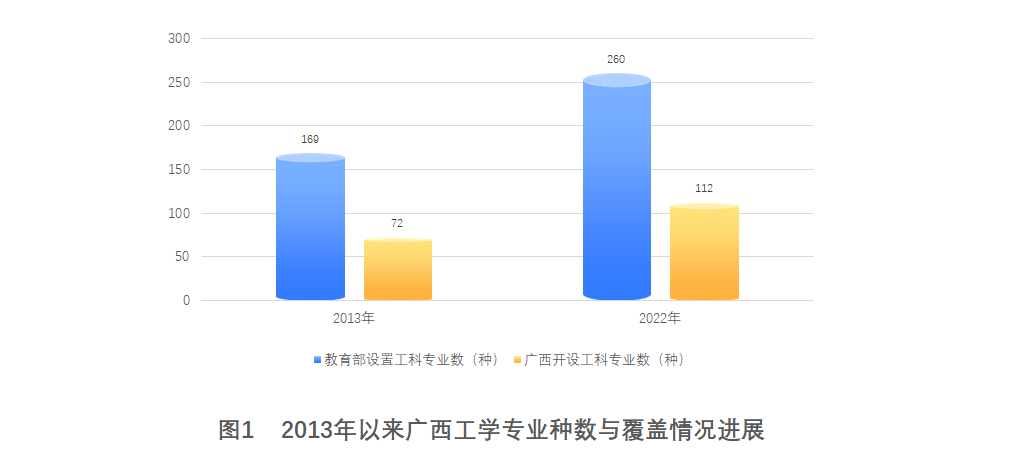 300
250
200
150
100
50
0
169
72
260
112
2013年
2022年
教育部设置工科专业数（种）
广西开设工科专业数（种）
图1 2013年以来广西工学专业种数与覆盖情况进展